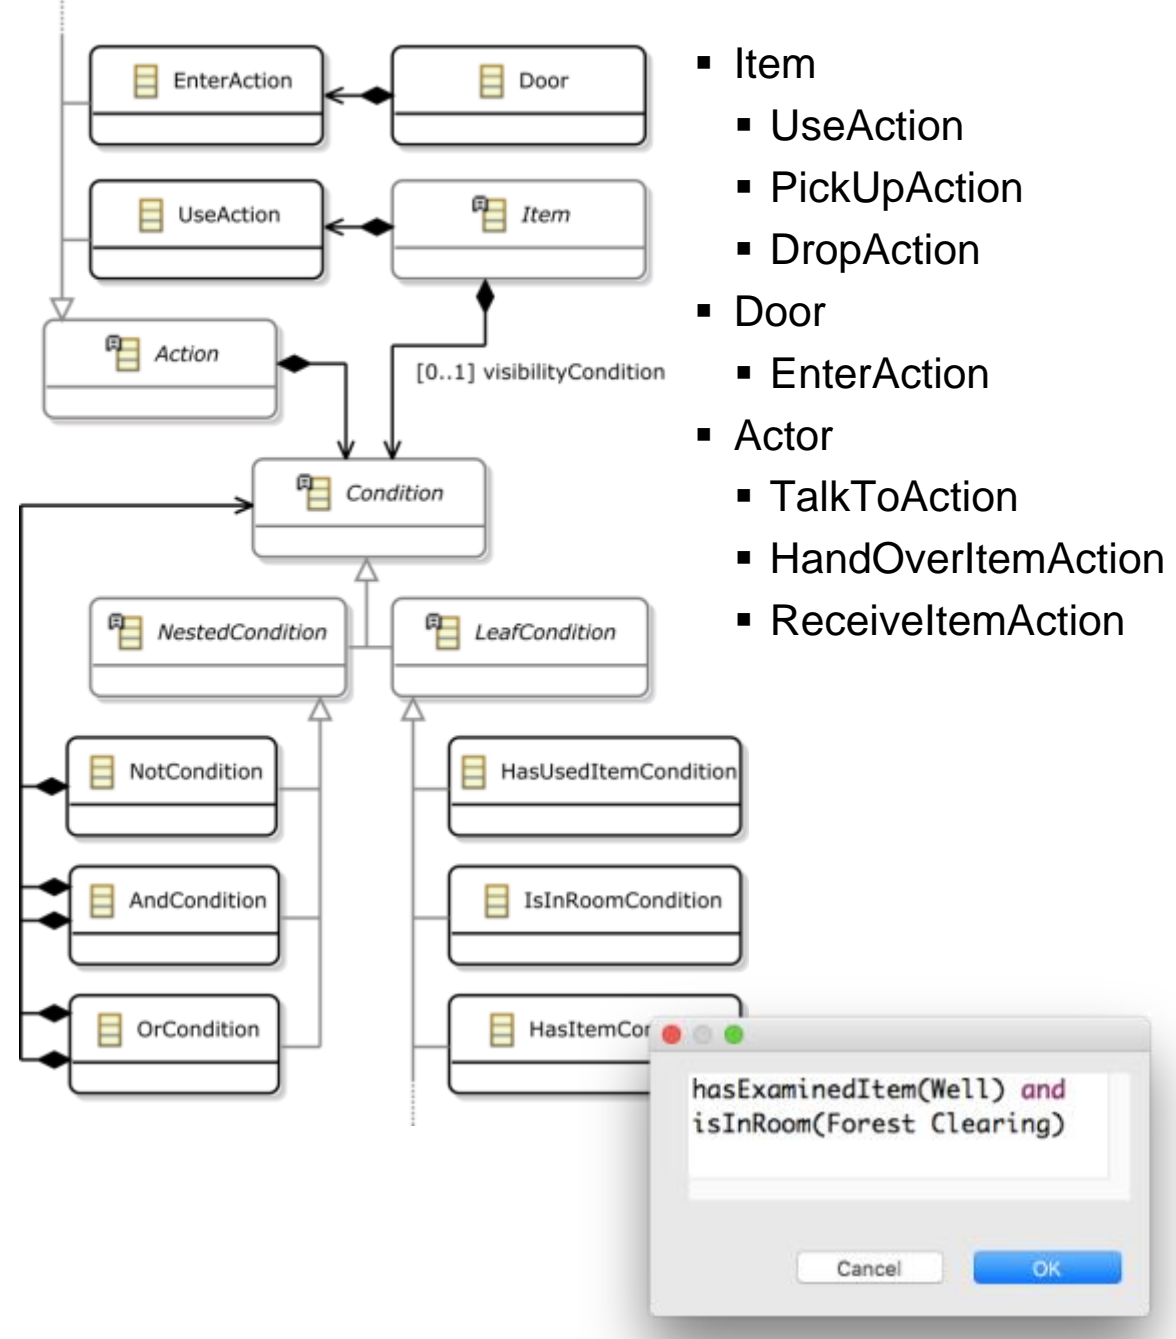 EnterAction
Door
UseAction
Item
Action
[0..1] visibilityCondition
Condition
NestedCondition
LeafCondition
NotCondition
HasUsedItemCondition
AndCondition
IsInRoomCondition
OrCondition
HasItemCon
▪ Item
▪ UseAction
▪ PickUpAction
▪ DropAction
▪ Door
▪ EnterAction
▪ Actor
▪ TalkToAction
▪ HandOverItemAction
▪ ReceiveItemAction
hasExaminedItem(Well) and
isInRoom(Forest Clearing)
Cancel
OK